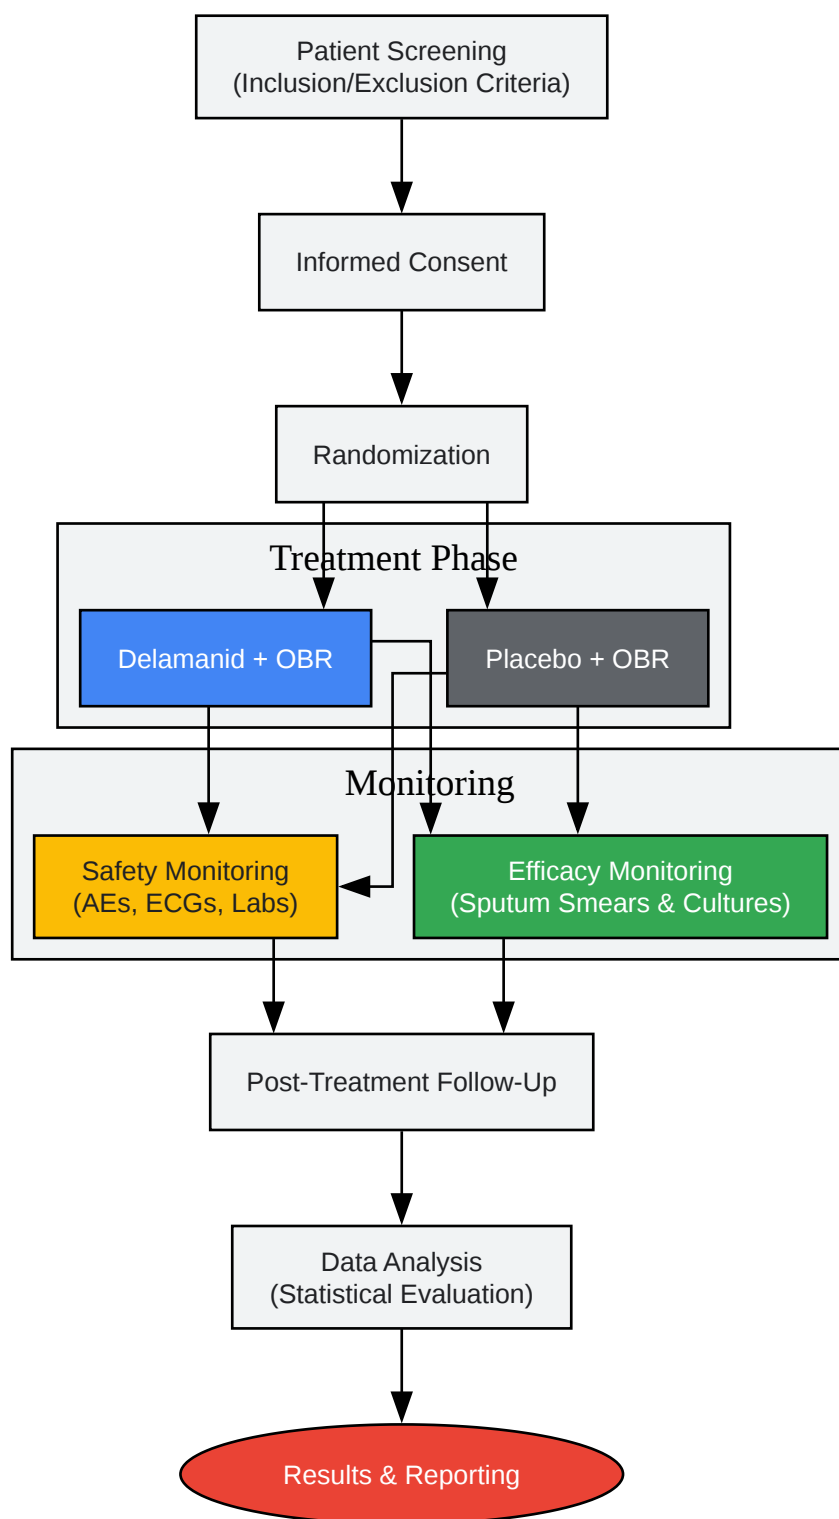 Patient Screening
(Inclusion/Exclusion Criteria)
Informed Consent
Randomization
Treatment Phase
Delamanid + OBR
Placebo + OBR
Monitoring
Safety Monitoring
(AEs, ECGs, Labs)
Efficacy Monitoring
(Sputum Smears & Cultures)
Post-Treatment Follow-Up
Data Analysis
(Statistical Evaluation)
Results & Reporting